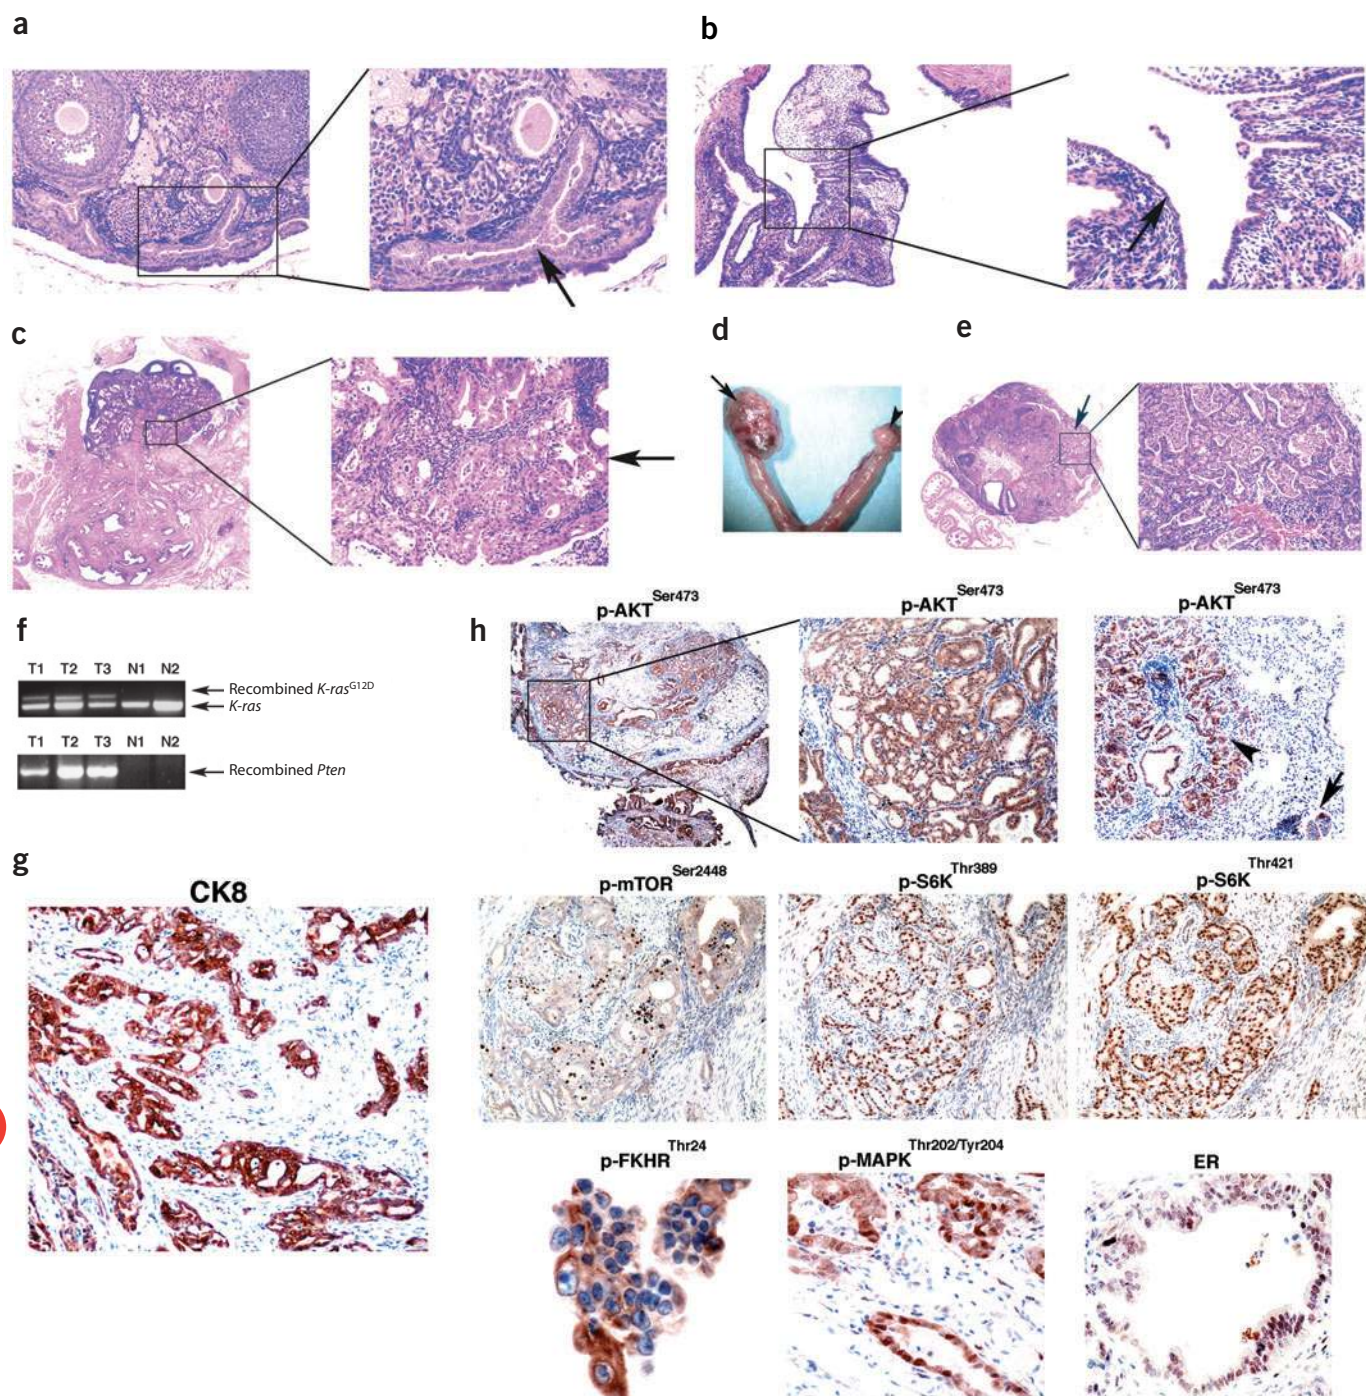 a
b
c
d
e
f
T1 T2 T3 N1 N2
Recombined K-rasG12D
K-ras
T1 T2 T3 N1 N2
Recombined Pten
g
CK8
h
p-AKTSer473
p-AKTSer473
p-AKTSer473
p-mTORSer2448
p-S6KThr389
p-S6KThr421
p-FKHRThr24
p-MAPKThr202/Tyr204
ER